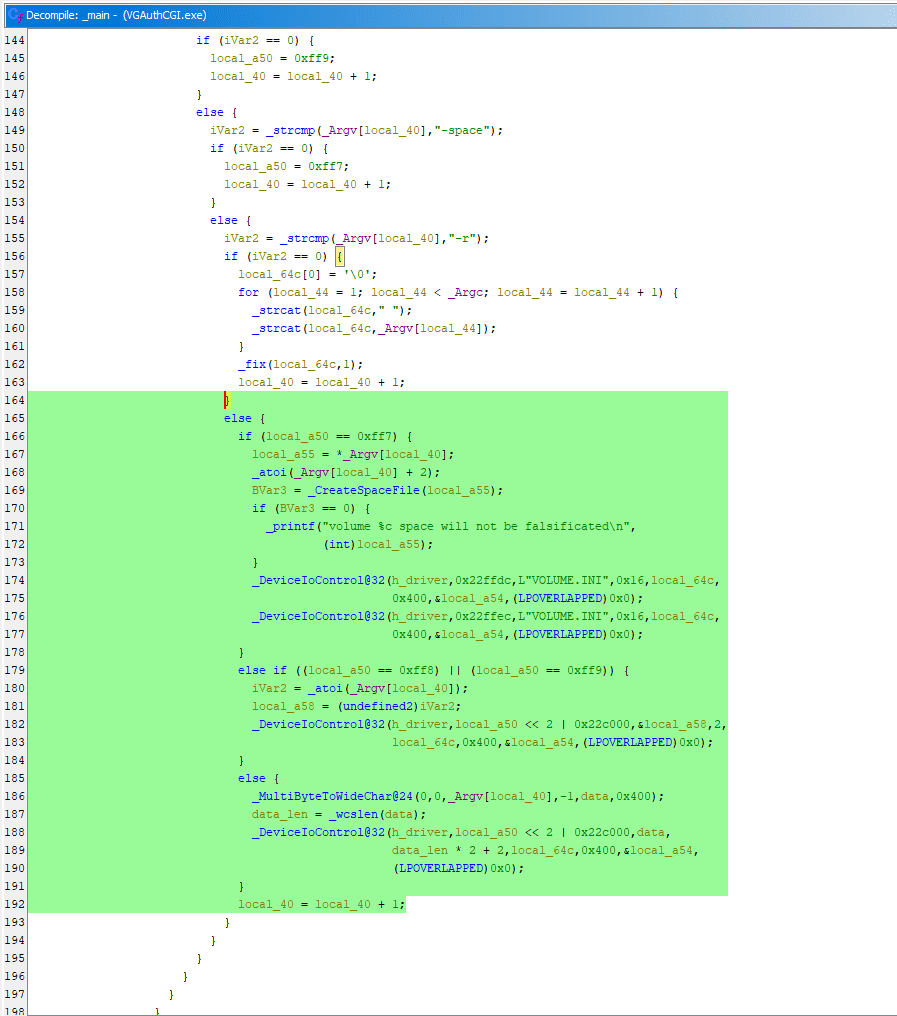 Decompile: _main - (VGAuthCGI.exe)
144 if (iVar2 == 0) {
145 local_a50 = 0xff9;
146 local_40 = local_40 + 1;
147 }
148 else {
149 iVar2 = _strcmp(_Argv[local_40],"-space");
150 if (iVar2 == 0) {
151 local_a50 = 0xff7;
152 local_40 = local_40 + 1;
153 }
154 else {
155 iVar2 = _strcmp(_Argv[local_40],"-r");
156 if (iVar2 == 0) {
157 local_64c[0] = '\0';
158 for (local_44 = 1; local_44 < _Argc; local_44 = local_44 + 1) {
159 _strcat(local_64c," ");
160 _strcat(local_64c,_Argv[local_44]);
161 }
162 _fix(local_64c,1);
163 local_40 = local_40 + 1;
164 }
165 else {
166 if (local_a50 == 0xff7) {
167 local_a55 = *_Argv[local_40];
168 _atoi(_Argv[local_40] + 2);
169 BVar3 = _CreateSpaceFile(local_a55);
170 if (BVar3 == 0) {
171 _printf("volume %c space will not be falsificated\n",
172 (int)local_a55);
173 }
174 _DeviceIoControl@32(h_driver,0x22ffdc,L"VOLUME.INI",0x16,local_64c,
175 0x400,&local_a54,(LPOVERLAPPED)0x0);
176 _DeviceIoControl@32(h_driver,0x22ffec,L"VOLUME.INI",0x16,local_64c,
177 0x400,&local_a54,(LPOVERLAPPED)0x0);
178 }
179 else if ((local_a50 == 0xff8) || (local_a50 == 0xff9)) {
180 iVar2 = _atoi(_Argv[local_40]);
181 local_a58 = (undefined2)iVar2;
182 _DeviceIoControl@32(h_driver,local_a50 << 2 | 0x22c000,&local_a58,2,
183 local_64c,0x400,&local_a54,(LPOVERLAPPED)0x0);
184 }
185 else {
186 _MultiByteToWideChar@24(0,0,_Argv[local_40],-1,data,0x400);
187 data_len = _wcslen(data);
188 _DeviceIoControl@32(h_driver,local_a50 << 2 | 0x22c000,data,
189 data_len * 2 + 2,local_64c,0x400,&local_a54,
190 (LPOVERLAPPED)0x0);
191 }
192 local_40 = local_40 + 1;
193 }
194 }
195 }
196 }
197 }
198 }